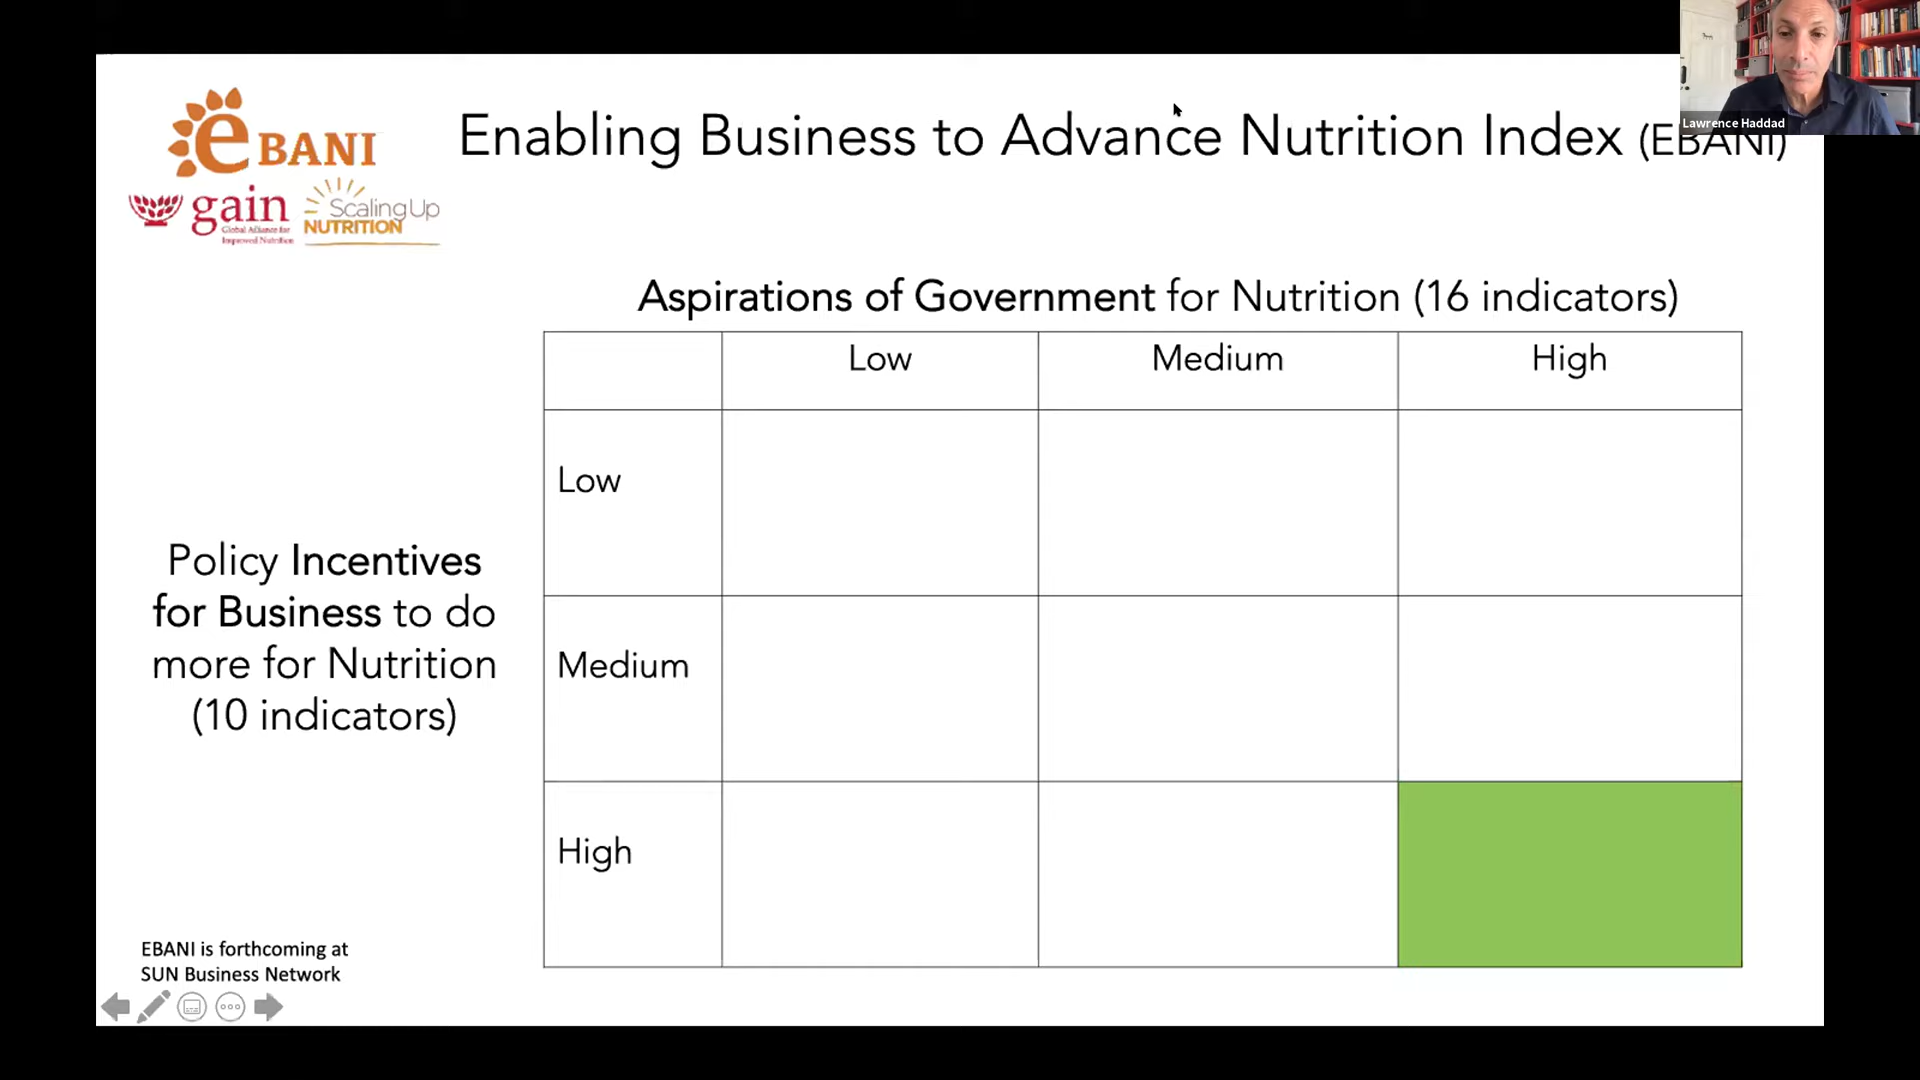 Lawrence Haddad
eBANI
Enabling Business to Advance Nutrition Index (EBANI)
gain
Global Alliance for
Improved Nutrition
Scaling Up
NUTRITION
Aspirations of Government for Nutrition (16 indicators)
Low
Medium
High
Low
Policy Incentives
for Business to do
more for Nutrition
(10 indicators)
Medium
High
EBANI is forthcoming at
SUN Business Network